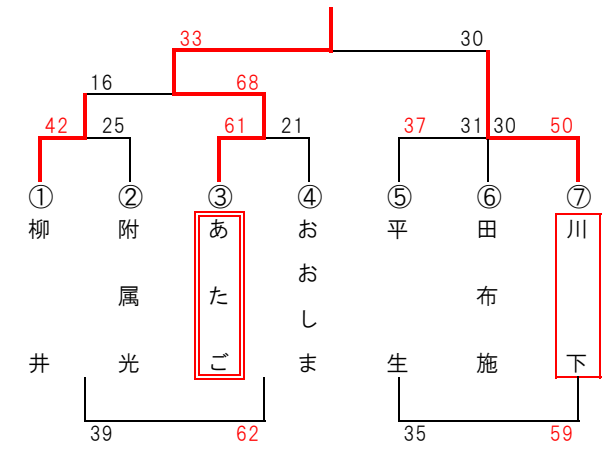 33 30
16 68
42 25 61 21 37 31 30 50
① ② ③ ④ ⑤ ⑥ ⑦
柳井
附属光
あたご
おおしま
平生
田布施
川下
39 62 35 59